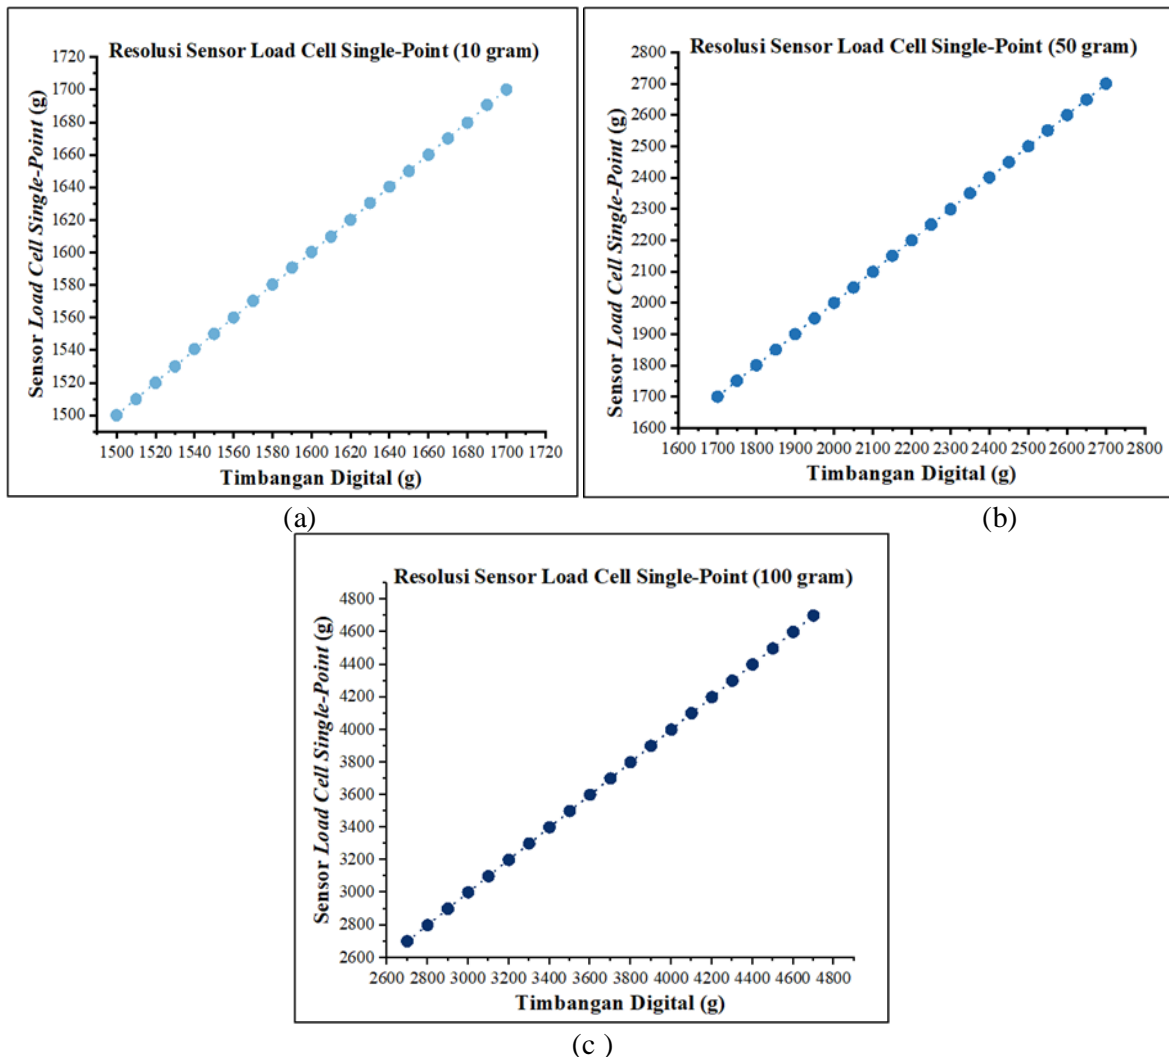 Resolusi Sensor Load Cell Single-Point (10 gram)
Sensor Load Cell Single-Point (g)
1720
1700
1680
1660
1640
1620
1600
1580
1560
1540
1520
1500
1500 1520 1540 1560 1580 1600 1620 1640 1660 1680 1700 1720
Timbangan Digital (g)
(a)
Resolusi Sensor Load Cell Single-Point (50 gram)
Sensor Load Cell Single-Point (g)
2800
2700
2600
2500
2400
2300
2200
2100
2000
1900
1800
1700
1600
1600 1700 1800 1900 2000 2100 2200 2300 2400 2500 2600 2700 2800
Timbangan Digital (g)
(b)
Resolusi Sensor Load Cell Single-Point (100 gram)
Sensor Load Cell Single-Point (g)
4800
4600
4400
4200
4000
3800
3600
3400
3200
3000
2800
2600
2600 2800 3000 3200 3400 3600 3800 4000 4200 4400 4600 4800
Timbangan Digital (g)
(c )